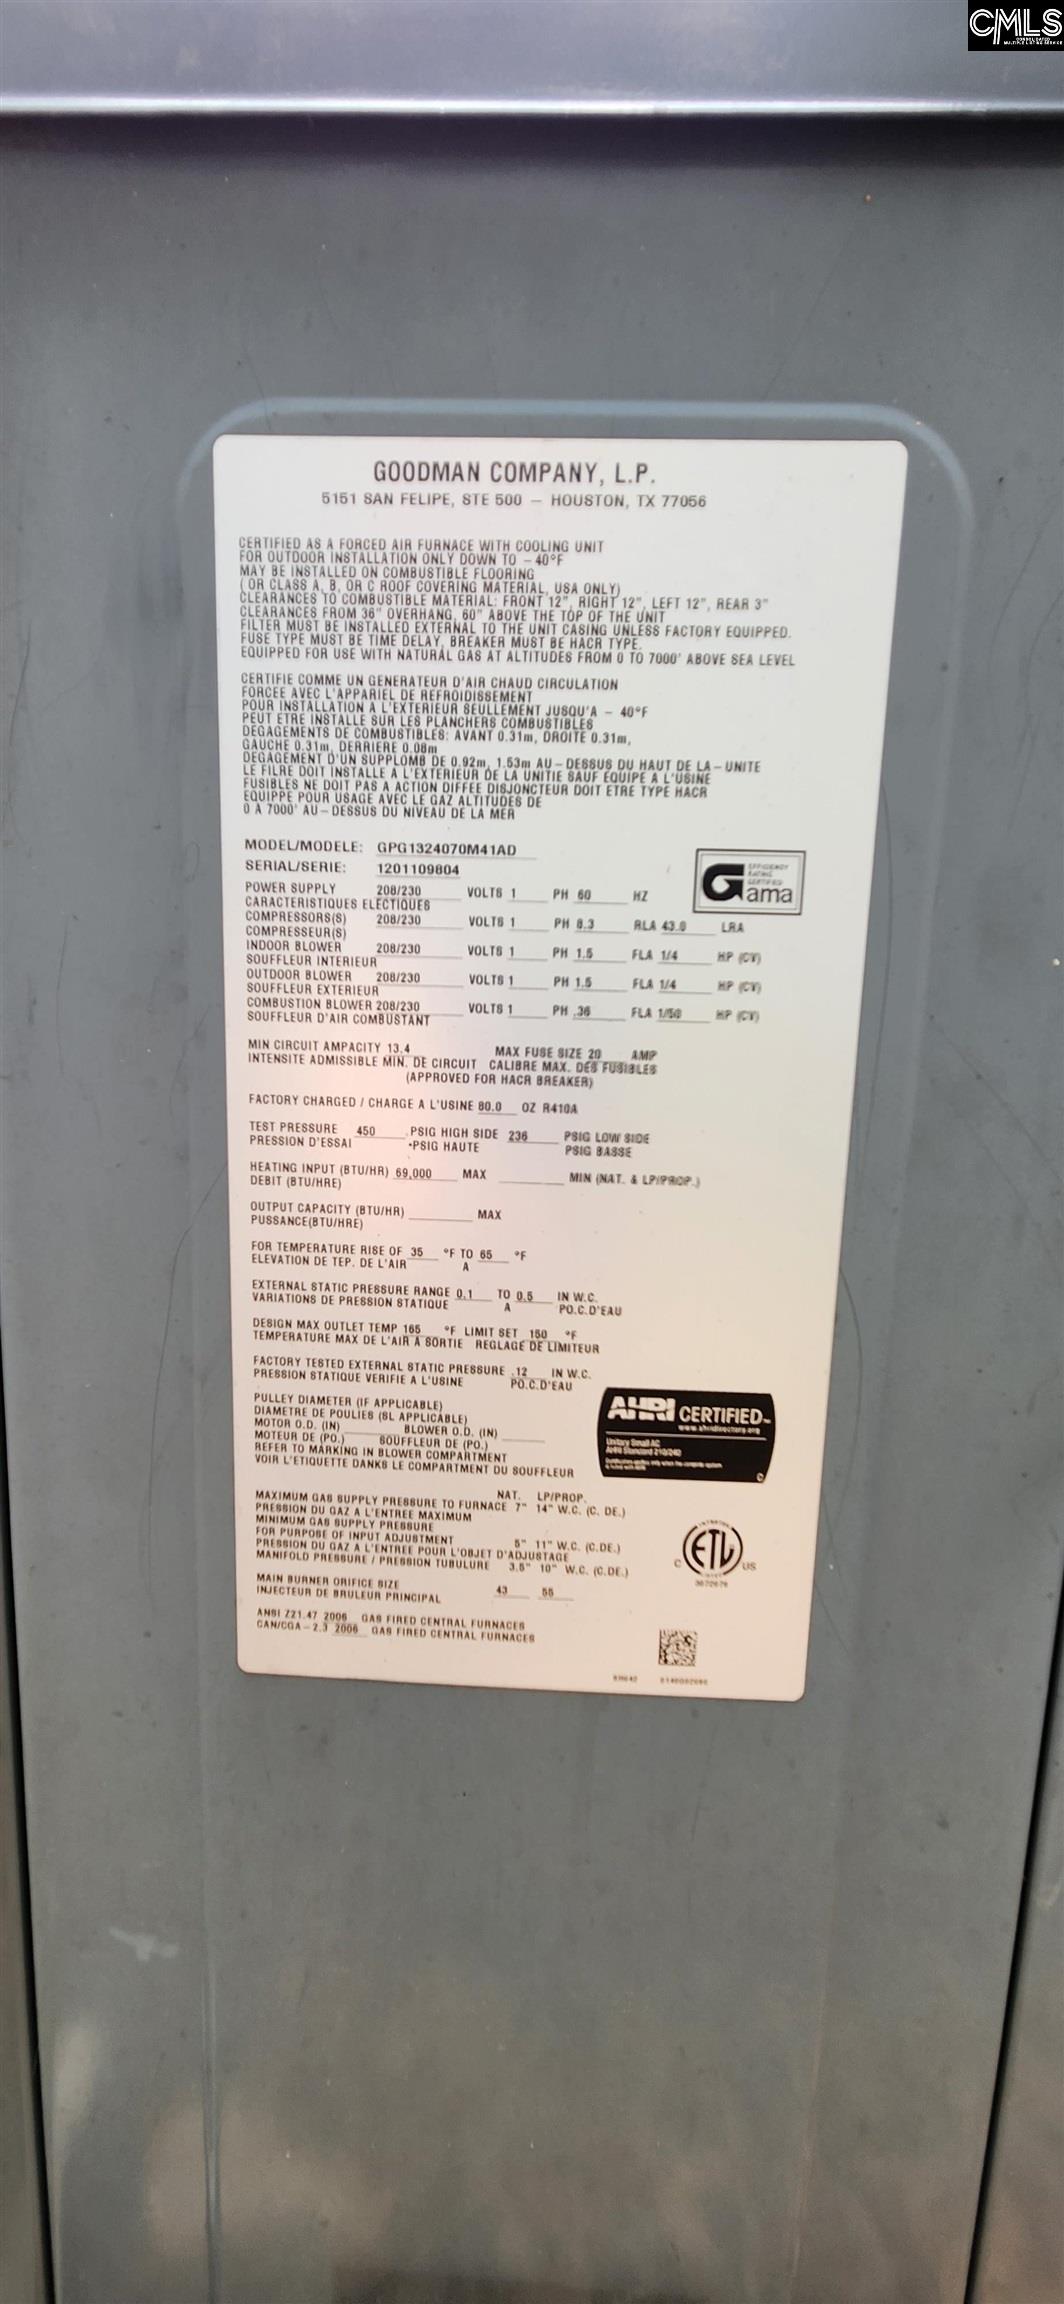 CMLS
CONSOLIDATED
MULTIPLE LISTING SERVICE
GOODMAN COMPANY, L.P.
5151 SAN FELIPE, STE 500 — HOUSTON, TX 77056
CERTIFIED AS A FORCED AIR FURNACE WITH COOLING UNIT
FOR OUTDOOR INSTALLATION ONLY DOWN TO – 40°F
MAY BE INSTALLED ON COMBUSTIBLE FLOORING
( OR CLASS A, B, OR C ROOF COVERING MATERIAL, USA ONLY)
CLEARANCES TO COMBUSTIBLE MATERIAL: FRONT 12", RIGHT 12", LEFT 12", REAR 3"
CLEARANCES FROM 36" OVERHANG, 60" ABOVE THE TOP OF THE UNIT
FILTER MUST BE INSTALLED EXTERNAL TO THE UNIT CASING UNLESS FACTORY EQUIPPED.
FUSE TYPE MUST BE TIME DELAY, BREAKER MUST BE HACR TYPE.
EQUIPPED FOR USE WITH NATURAL GAS AT ALTITUDES FROM 0 TO 7000' ABOVE SEA LEVEL
CERTIFIE COMME UN GENERATEUR D'AIR CHAUD CIRCULATION
FORCEE AVEC L'APPAREIL DE REFROIDISSEMENT
POUR INSTALLATION A L'EXTERIEUR SEULLEMENT JUSQU'A – 40°F
PEUT ETRE INSTALLE SUR LES PLANCHERS COMBUSTIBLES
DEGAGEMENTS DE COMBUSTIBLES: AVANT 0.31m, DROITE 0.31m,
GAUCHE 0.31m, DERRIERE 0.08m
DEGAGEMENT D'UN SUPPLOMB DE 0.92m, 1.53m AU – DESSUS DU HAUT DE LA – UNITE
LE FILRE DOIT INSTALLE A L'EXTERIEUR DE LA UNITIE SAUF EQUIPE A L'USINE
FUSIBLES NE DOIT PAS A ACTION DIFFEE DISJONCTEUR DOIT ETRE TYPE HACR
EQUIPPE POUR USAGE AVEC LE GAZ ALTITUDES DE
0 A 7000' AU – DESSUS DU NIVEAU DE LA MER
MODEL/MODELE: GPG1324070M41AD
SERIAL/SERIE: 1201109804
EFFICIENCY
RATING
CERTIFIED
Gama
POWER SUPPLY 208/230 VOLTS 1 PH 60 HZ
CARACTERISTIQUES ELECTIQUES
COMPRESSORS(S) 208/230 VOLTS 1 PH 8.3 RLA 43.0 LRA
COMPRESSEUR(S)
INDOOR BLOWER 208/230 VOLTS 1 PH 1.5 FLA 1/4 HP (CV)
SOUFFLEUR INTERIEUR
OUTDOOR BLOWER 208/230 VOLTS 1 PH 1.5 FLA 1/4 HP (CV)
SOUFFLEUR EXTERIEUR
COMBUSTION BLOWER 208/230 VOLTS 1 PH .36 FLA 1/50 HP (CV)
SOUFFLEUR D'AIR COMBUSTANT
MIN CIRCUIT AMPACITY 13.4 MAX FUSE SIZE 20 AMP
INTENSITE ADMISSIBLE MIN. DE CIRCUIT CALIBRE MAX. DES FUSIBLES
(APPROVED FOR HACR BREAKER)
FACTORY CHARGED / CHARGE A L'USINE 80.0 OZ R410A
TEST PRESSURE 450 PSIG HIGH SIDE 236 PSIG LOW SIDE
PRESSION D'ESSAI •PSIG HAUTE PSIG BASSE
HEATING INPUT (BTU/HR) 69,000 MAX MIN (NAT. & LP/PROP.)
DEBIT (BTU/HRE)
OUTPUT CAPACITY (BTU/HR) MAX
PUSSANCE(BTU/HRE)
FOR TEMPERATURE RISE OF 35 °F TO 65 °F
ELEVATION DE TEP. DE L'AIR A
EXTERNAL STATIC PRESSURE RANGE 0.1 TO 0.5 IN W.C.
VARIATIONS DE PRESSION STATIQUE A PO.C.D'EAU
DESIGN MAX OUTLET TEMP 165 °F LIMIT SET 150 °F
TEMPERATURE MAX DE L'AIR A SORTIE REGLAGE DE LIMITEUR
FACTORY TESTED EXTERNAL STATIC PRESSURE .12 IN W.C.
PRESSION STATIQUE VERIFIE A L'USINE PO.C.D'EAU
PULLEY DIAMETER (IF APPLICABLE)
DIAMETRE DE POULIES (SL APPLICABLE)
MOTOR O.D. (IN) BLOWER O.D. (IN)
MOTEUR DE (PO.) SOUFFLEUR DE (PO.)
REFER TO MARKING IN BLOWER COMPARTMENT
VOIR L'ETIQUETTE DANKS LE COMPARTMENT DU SOUFFLEUR
AHRI CERTIFIED™
www.ahridirectory.org
Unitary Small AC
AHRI Standard 210/240
NAT. LP/PROP.
MAXIMUM GAS SUPPLY PRESSURE TO FURNACE 7" 14" W.C. (C. DE.)
PRESSION DU GAZ A L'ENTREE MAXIMUM
MINIMUM GAS SUPPLY PRESSURE
FOR PURPOSE OF INPUT ADJUSTMENT 5" 11" W.C. (C.DE.)
PRESSION DU GAZ A L'ENTREE POUR L'OBJET D'ADJUSTAGE
MANIFOLD PRESSURE / PRESSION TUBULURE 3.5" 10" W.C. (C.DE.)
C ETL US
MAIN BURNER ORIFICE SIZE 43 55
INJECTEUR DE BRULEUR PRINCIPAL
ANSI Z21.47 2006 GAS FIRED CENTRAL FURNACES
CAN/CGA – 2.3 2006 GAS FIRED CENTRAL FURNACES